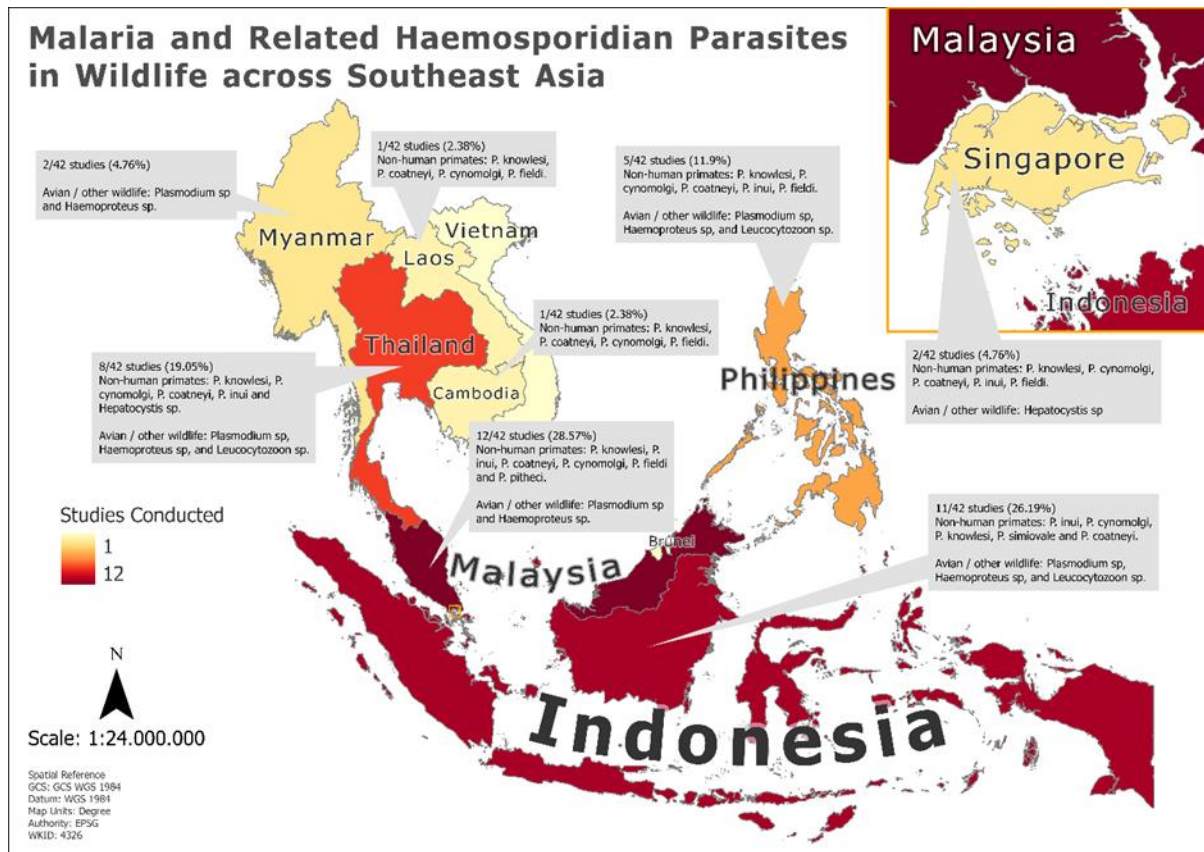 Malaria and Related Haemosporidian Parasites
in Wildlife across Southeast Asia
Malaysia
Singapore
Indonesia
2/42 studies (4.76%)
Avian / other wildlife: Plasmodium sp
and Haemoproteus sp.
1/42 studies (2.38%)
Non-human primates: P. knowlesi,
P. coatneyi, P. cynomolgi, P. fieldi.
5/42 studies (11.9%)
Non-human primates: P. knowlesi, P.
cynomolgi, P. coatneyi, P. inui, P. fieldi.
Avian / other wildlife: Plasmodium sp,
Haemoproteus sp, and Leucocytozoon sp.
Myanmar
Vietnam
Laos
Thailand
Cambodia
1/42 studies (2.38%)
Non-human primates: P. knowlesi,
P. coatneyi, P. cynomolgi, P. fieldi.
Philippines
2/42 studies (4.76%)
Non-human primates: P. knowlesi, P. cynomolgi,
P. coatneyi, P. inui, P. fieldi.
Avian / other wildlife: Hepatocystis sp
8/42 studies (19.05%)
Non-human primates: P. knowlesi, P.
cynomolgi, P. coatneyi, P. inui and
Hepatocystis sp.
Avian / other wildlife: Plasmodium sp,
Haemoproteus sp, and Leucocytozoon sp.
12/42 studies (28.57%)
Non-human primates: P. knowlesi, P.
inui, P. coatneyi, P. cynomolgi, P. fieldi
and P. pitheci.
Avian / other wildlife: Plasmodium sp
and Haemoproteus sp.
11/42 studies (26.19%)
Non-human primates: P. inui, P. cynomolgi,
P. knowlesi, P. simiovale and P. coatneyi.
Avian / other wildlife: Plasmodium sp,
Haemoproteus sp, and Leucocytozoon sp.
Studies Conducted
1
12
Brunei
Malaysia
Indonesia
N
Scale: 1:24.000.000
Spatial Reference
GCS: GCS WGS 1984
Datum: WGS 1984
Map Units: Degree
Authority: EPSG
WKID: 4326